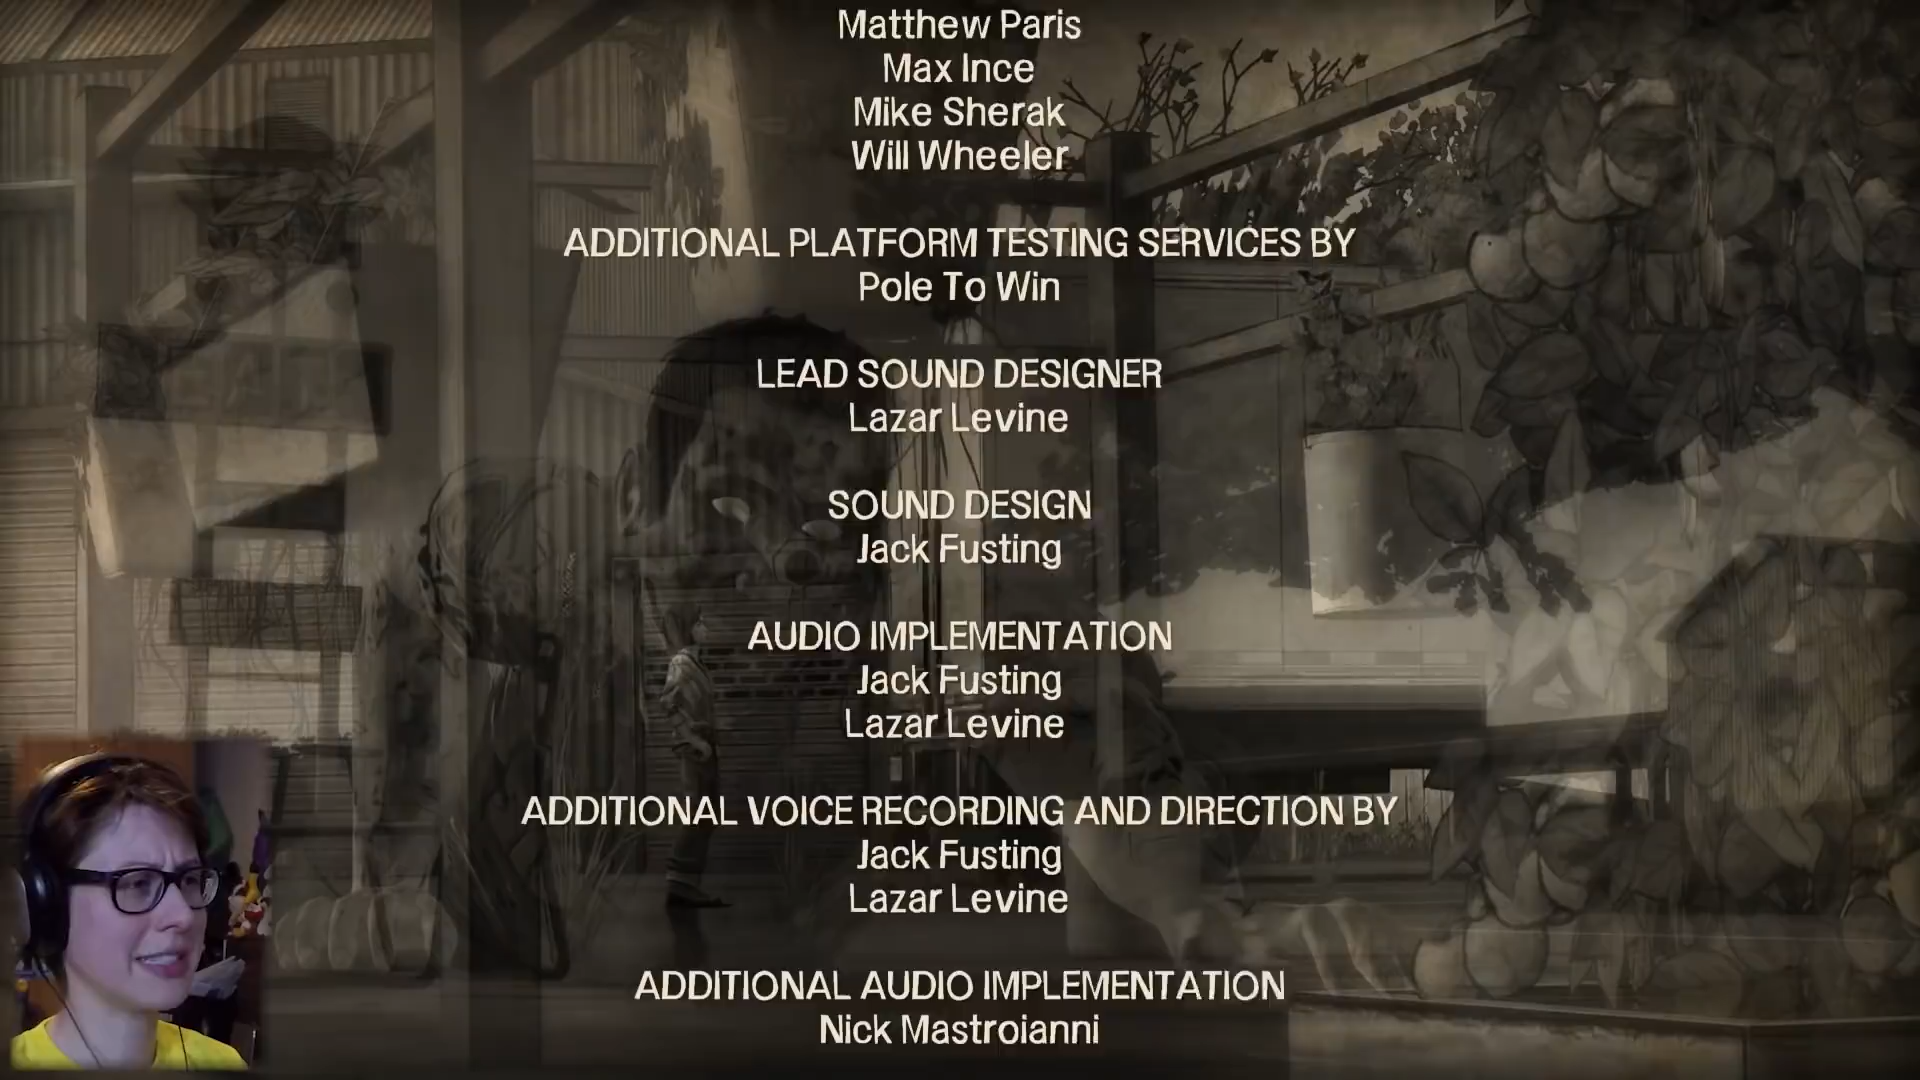 Matthew Paris
Max Ince
Mike Sherak
Will Wheeler
ADDITIONAL PLATFORM TESTING SERVICES BY
Pole To Win
LEAD SOUND DESIGNER
Lazar Levine
SOUND DESIGN
Jack Fusting
AUDIO IMPLEMENTATION
Jack Fusting
Lazar Levine
ADDITIONAL VOICE RECORDING AND DIRECTION BY
Jack Fusting
Lazar Levine
ADDITIONAL AUDIO IMPLEMENTATION
Nick Mastroianni